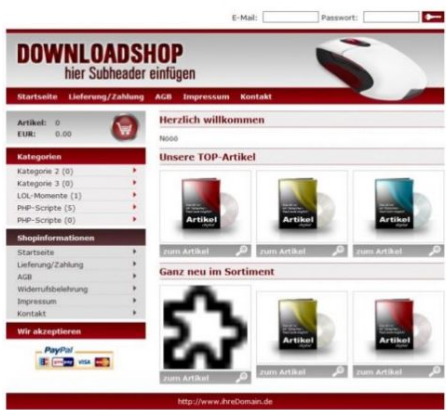 E-Mail: Passwort:
DOWNLOADSHOP
hier Subheader einfügen
Startseite Lieferung/Zahlung AGB Impressum Kontakt
Artikel: 0
EUR: 0.00
Kategorien
Kategorie 2 (0)
Kategorie 3 (0)
LOL-Momente (1)
PHP-Scripte (5)
PHP-Scripte (0)
Shopinformationen
Startseite
Lieferung/Zahlung
AGB
Widerrufsbelehrung
Impressum
Kontakt
Wir akzeptieren
PayPal
VISA
Herzlich willkommen
Nööö
Unsere TOP-Artikel
Artikel
Artikel
Artikel
zum Artikel
zum Artikel
zum Artikel
Ganz neu im Sortiment
Artikel
Artikel
zum Artikel
zum Artikel
zum Artikel
http://www.ihreDomain.de